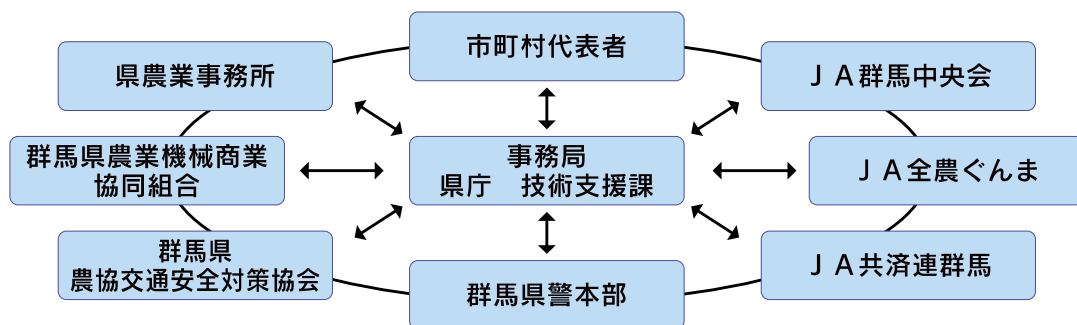 市町村代表者
県農業事務所
ＪＡ群馬中央会
群馬県農業機械商業
協同組合
事務局
県庁　技術支援課
ＪＡ全農ぐんま
群馬県
農協交通安全対策協会
ＪＡ共済連群馬
群馬県警本部